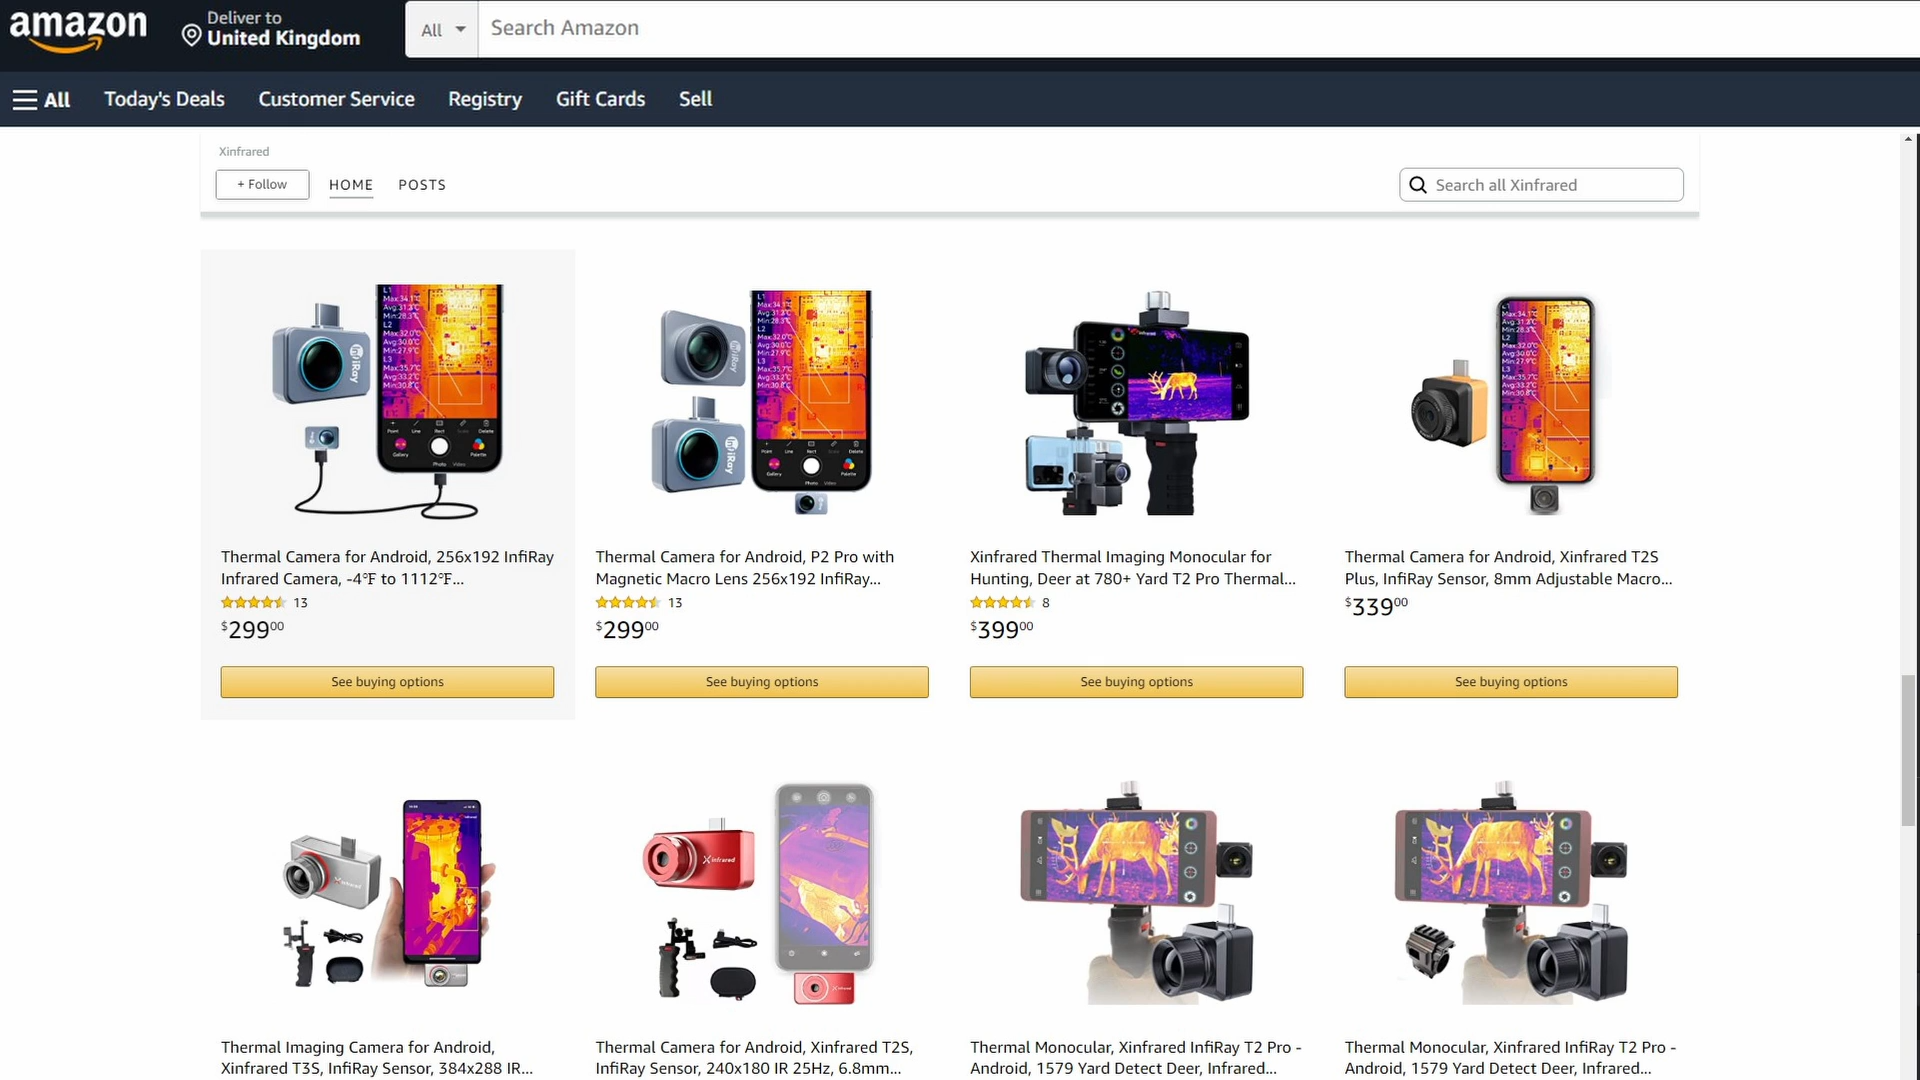 amazon
Deliver to
United Kingdom
All
Search Amazon
All
Today's Deals
Customer Service
Registry
Gift Cards
Sell
Xinfrared
+ Follow
HOME
POSTS
Search all Xinfrared
Thermal Camera for Android, 256x192 InfiRay
Infrared Camera, -4℉ to 1112℉...
13
$29900
See buying options
Thermal Camera for Android, P2 Pro with
Magnetic Macro Lens 256x192 InfiRay...
13
$29900
See buying options
Xinfrared Thermal Imaging Monocular for
Hunting, Deer at 780+ Yard T2 Pro Thermal...
8
$39900
See buying options
Thermal Camera for Android, Xinfrared T2S
Plus, InfiRay Sensor, 8mm Adjustable Macro...
$33900
See buying options
Thermal Imaging Camera for Android,
Xinfrared T3S, InfiRay Sensor, 384x288 IR...
Thermal Camera for Android, Xinfrared T2S,
InfiRay Sensor, 240x180 IR 25Hz, 6.8mm...
Thermal Monocular, Xinfrared InfiRay T2 Pro -
Android, 1579 Yard Detect Deer, Infrared...
Thermal Monocular, Xinfrared InfiRay T2 Pro -
Android, 1579 Yard Detect Deer, Infrared...